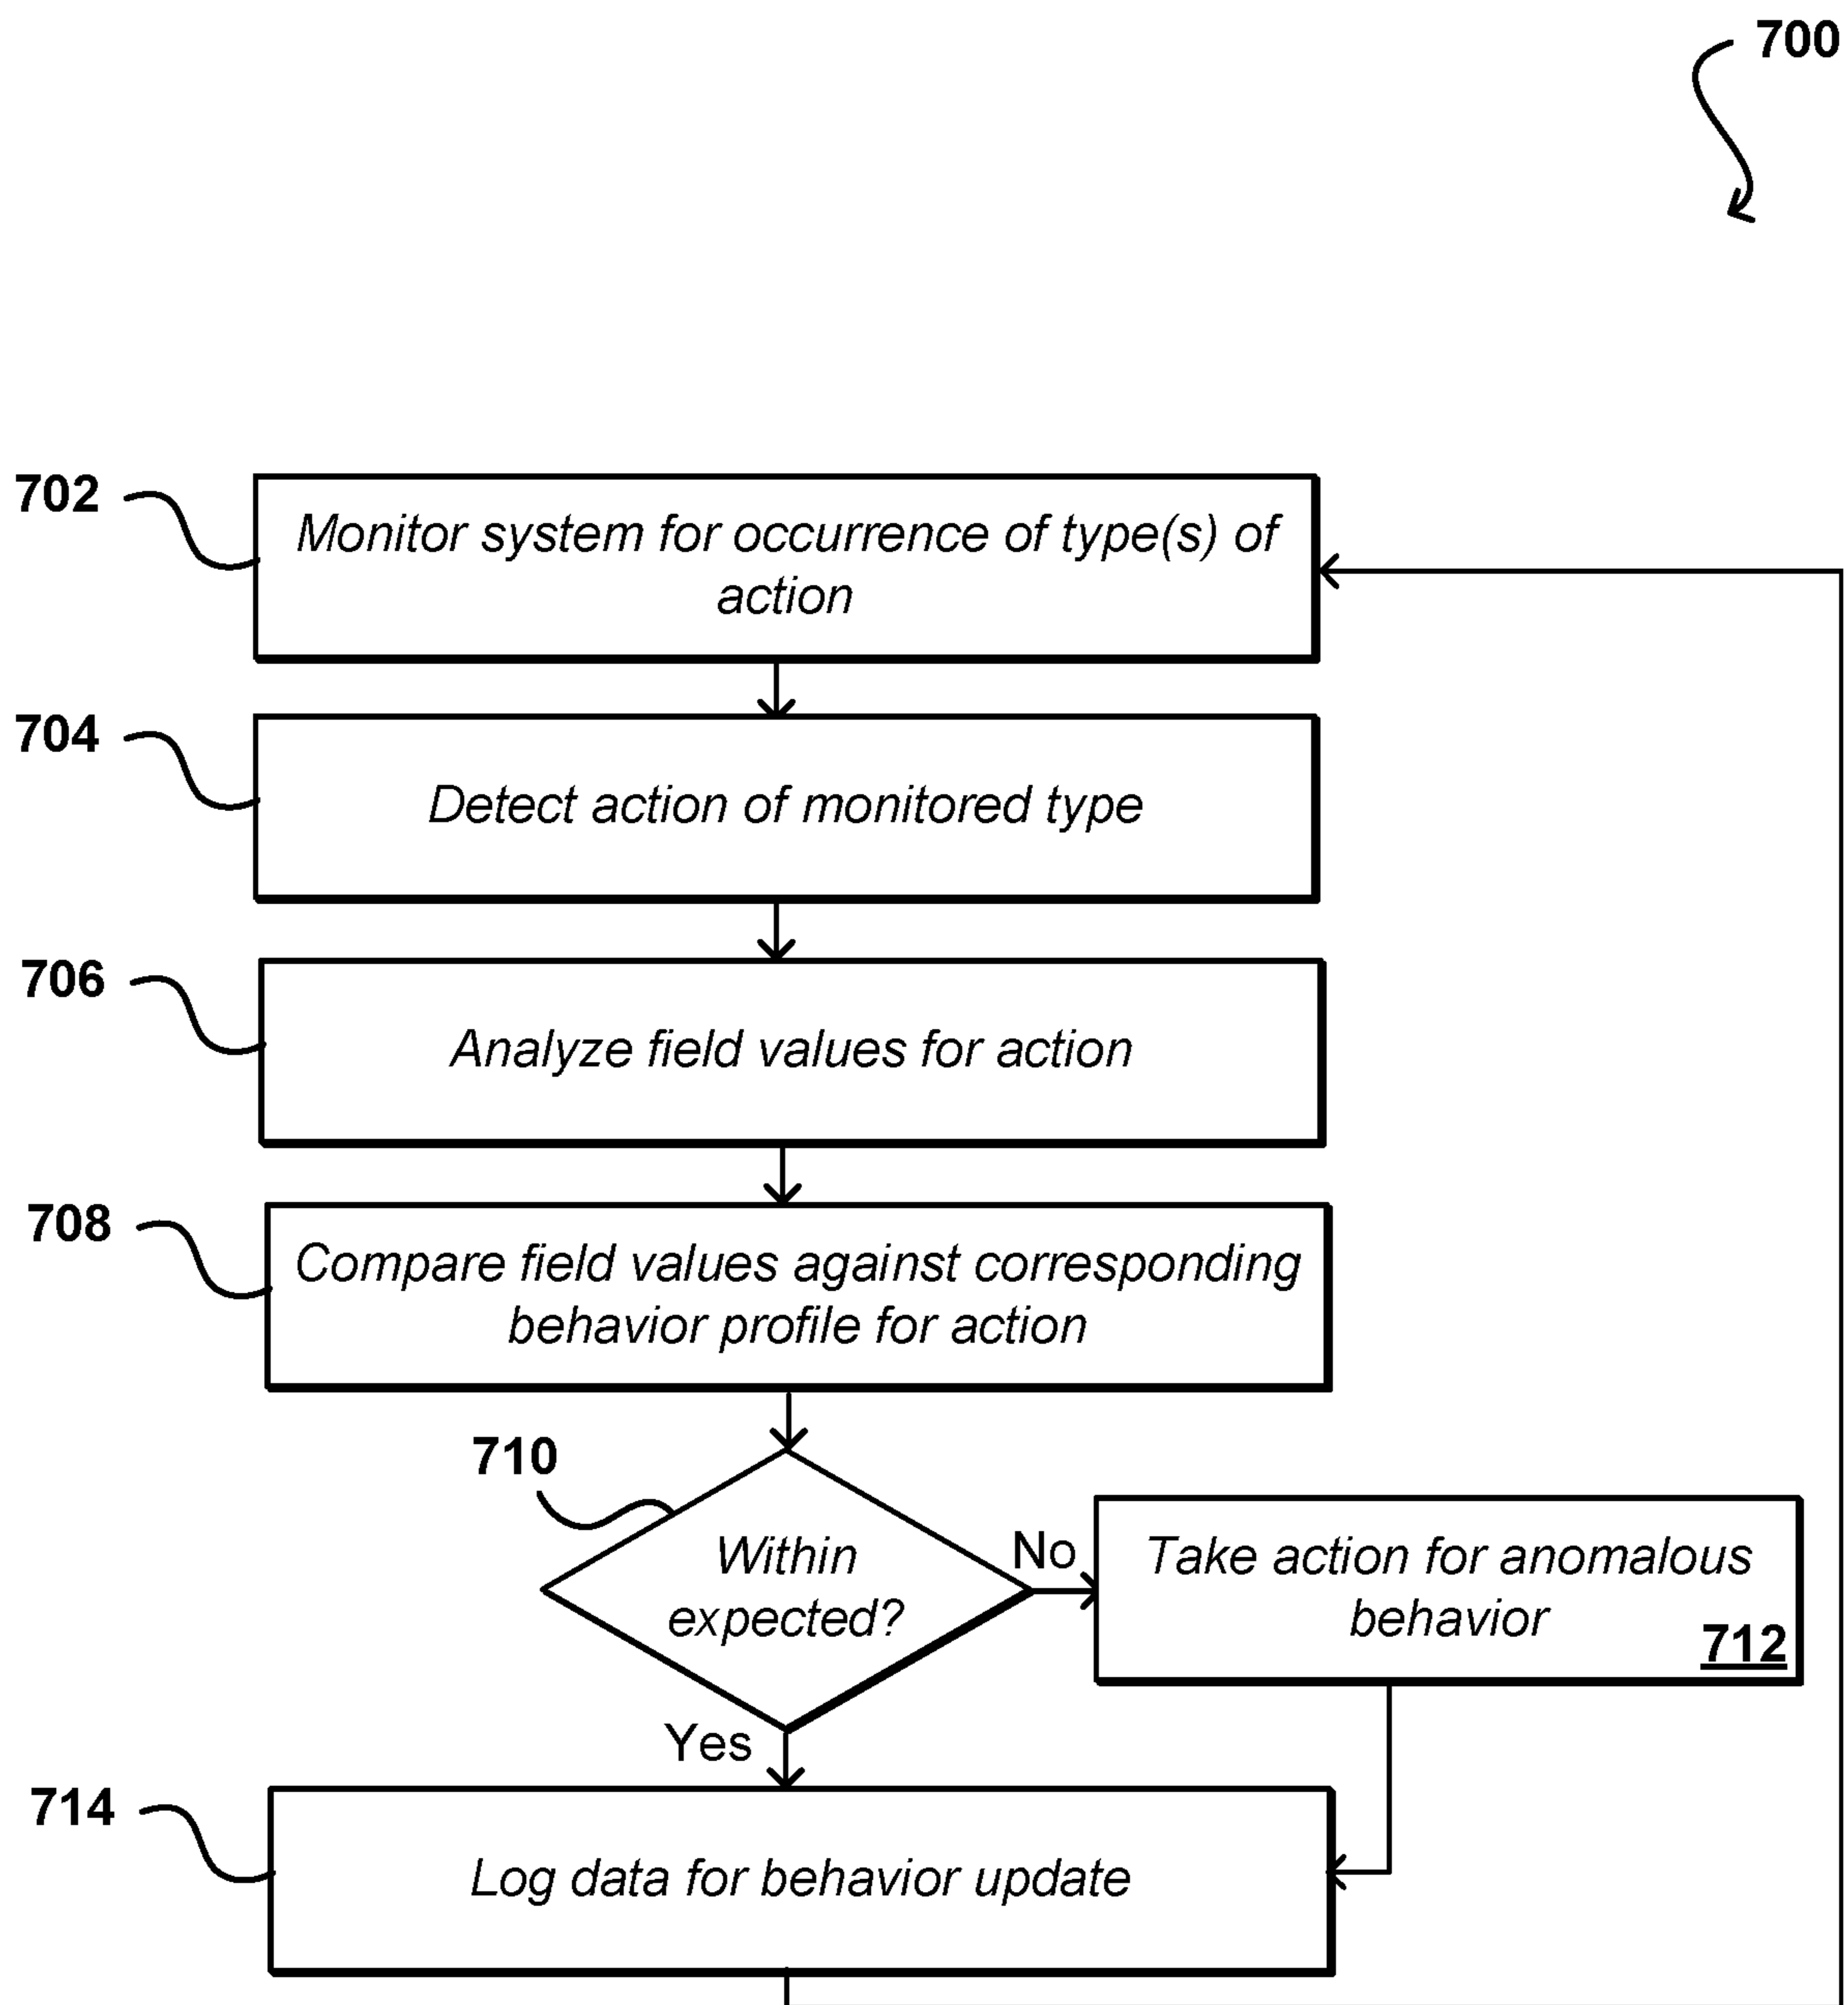 700
702
Monitor system for occurrence of type(s) of
action
704
Detect action of monitored type
706
Analyze field values for action
708
Compare field values against corresponding
behavior profile for action
710
Within
expected?
No
Take action for anomalous
behavior
712
Yes
714
Log data for behavior update